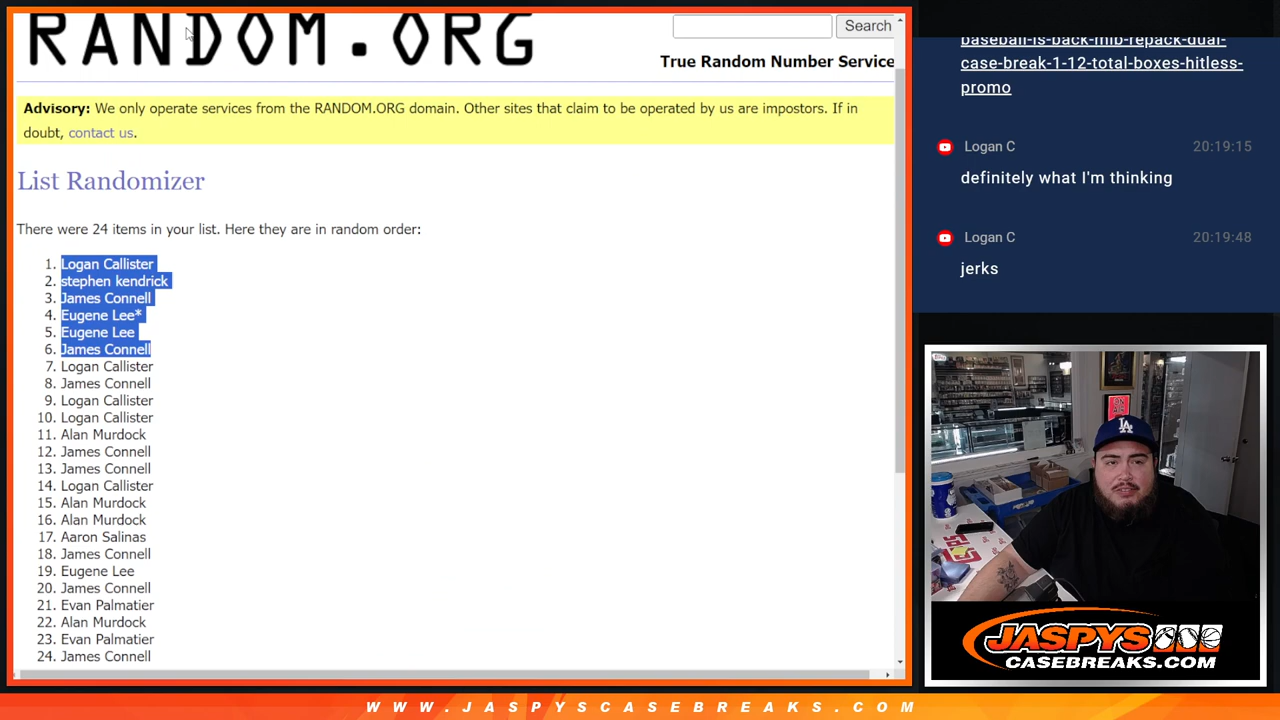 RANDOM.ORG
Search
True Random Number Service
Advisory: We only operate services from the RANDOM.ORG domain. Other sites that claim to be operated by us are impostors. If in
doubt, contact us.
List Randomizer
There were 24 items in your list. Here they are in random order:
1. Logan Callister
2. stephen kendrick
3. James Connell
4. Eugene Lee*
5. Eugene Lee
6. James Connell
7. Logan Callister
8. James Connell
9. Logan Callister
10. Logan Callister
11. Alan Murdock
12. James Connell
13. James Connell
14. Logan Callister
15. Alan Murdock
16. Alan Murdock
17. Aaron Salinas
18. James Connell
19. Eugene Lee
20. James Connell
21. Evan Palmatier
22. Alan Murdock
23. Evan Palmatier
24. James Connell
baseball-is-back-mlb-repack-dual-
case-break-1-12-total-boxes-hitless-
promo
Logan C 20:19:15
definitely what I'm thinking
Logan C 20:19:48
jerks
LA
JASPYS
CASEBREAKS.COM
WWW.JASPYSCASEBREAKS.COM